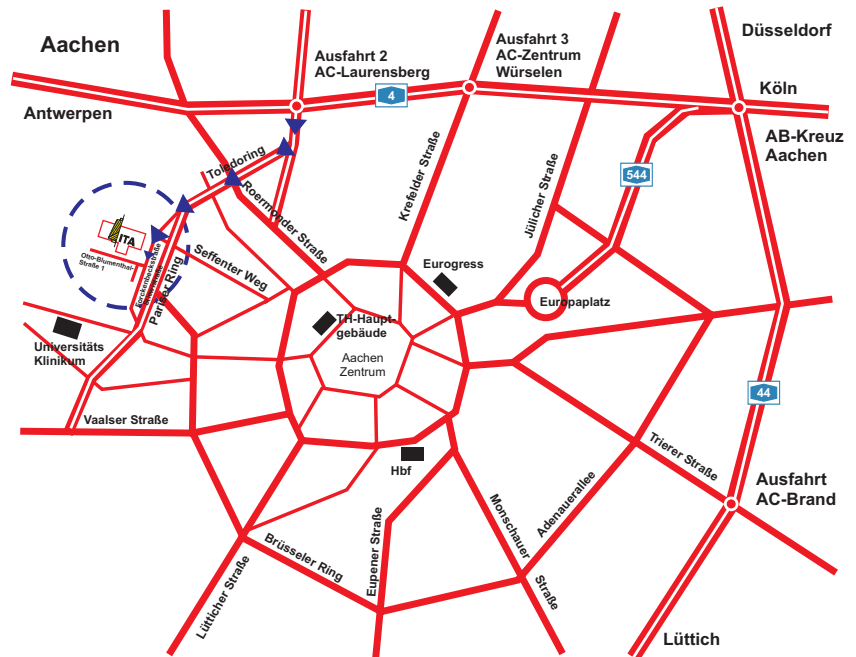 Aachen
Antwerpen
Ausfahrt 2
AC-Laurensberg
Ausfahrt 3
AC-Zentrum
Würselen
Düsseldorf
Köln
AB-Kreuz
Aachen
4
544
44
Toledoring
Roermonder Straße
Krefelder Straße
Jülicher Straße
ITA
Otto-Blumenthal-
Straße 1
Pariser Ring
Seffenter Weg
Eurogress
Europaplatz
TH-Haupt-
gebäude
Aachen
Zentrum
Universitäts
Klinikum
Vaalser Straße
Hbf
Trierer Straße
Adenauerallee
Monschauer
Straße
Eupener Straße
Brüsseler Ring
Lütticher Straße
Ausfahrt
AC-Brand
Lüttich